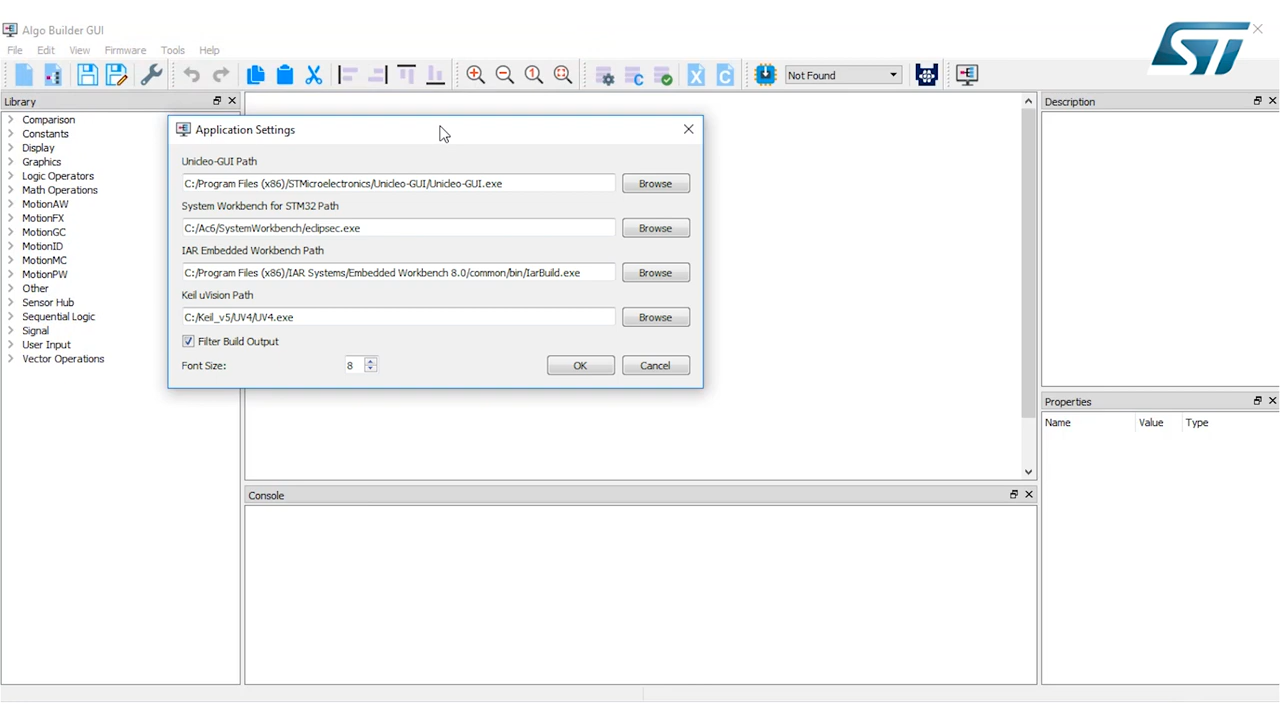 Algo Builder GUI
File Edit View Firmware Tools Help
Not Found
ST
Library
Comparison
Constants
Display
Graphics
Logic Operators
Math Operations
MotionAW
MotionFX
MotionGC
MotionID
MotionMC
MotionPW
Other
Sensor Hub
Sequential Logic
Signal
User Input
Vector Operations
Application Settings
Unicleo-GUI Path
C:/Program Files (x86)/STMicroelectronics/Unicleo-GUI/Unicleo-GUI.exe Browse
System Workbench for STM32 Path
C:/Ac6/SystemWorkbench/eclipsec.exe Browse
IAR Embedded Workbench Path
C:/Program Files (x86)/IAR Systems/Embedded Workbench 8.0/common/bin/IarBuild.exe Browse
Keil uVision Path
C:/Keil_v5/UV4/UV4.exe Browse
Filter Build Output
Font Size: 8 OK Cancel
Console
Description
Properties
Name Value Type